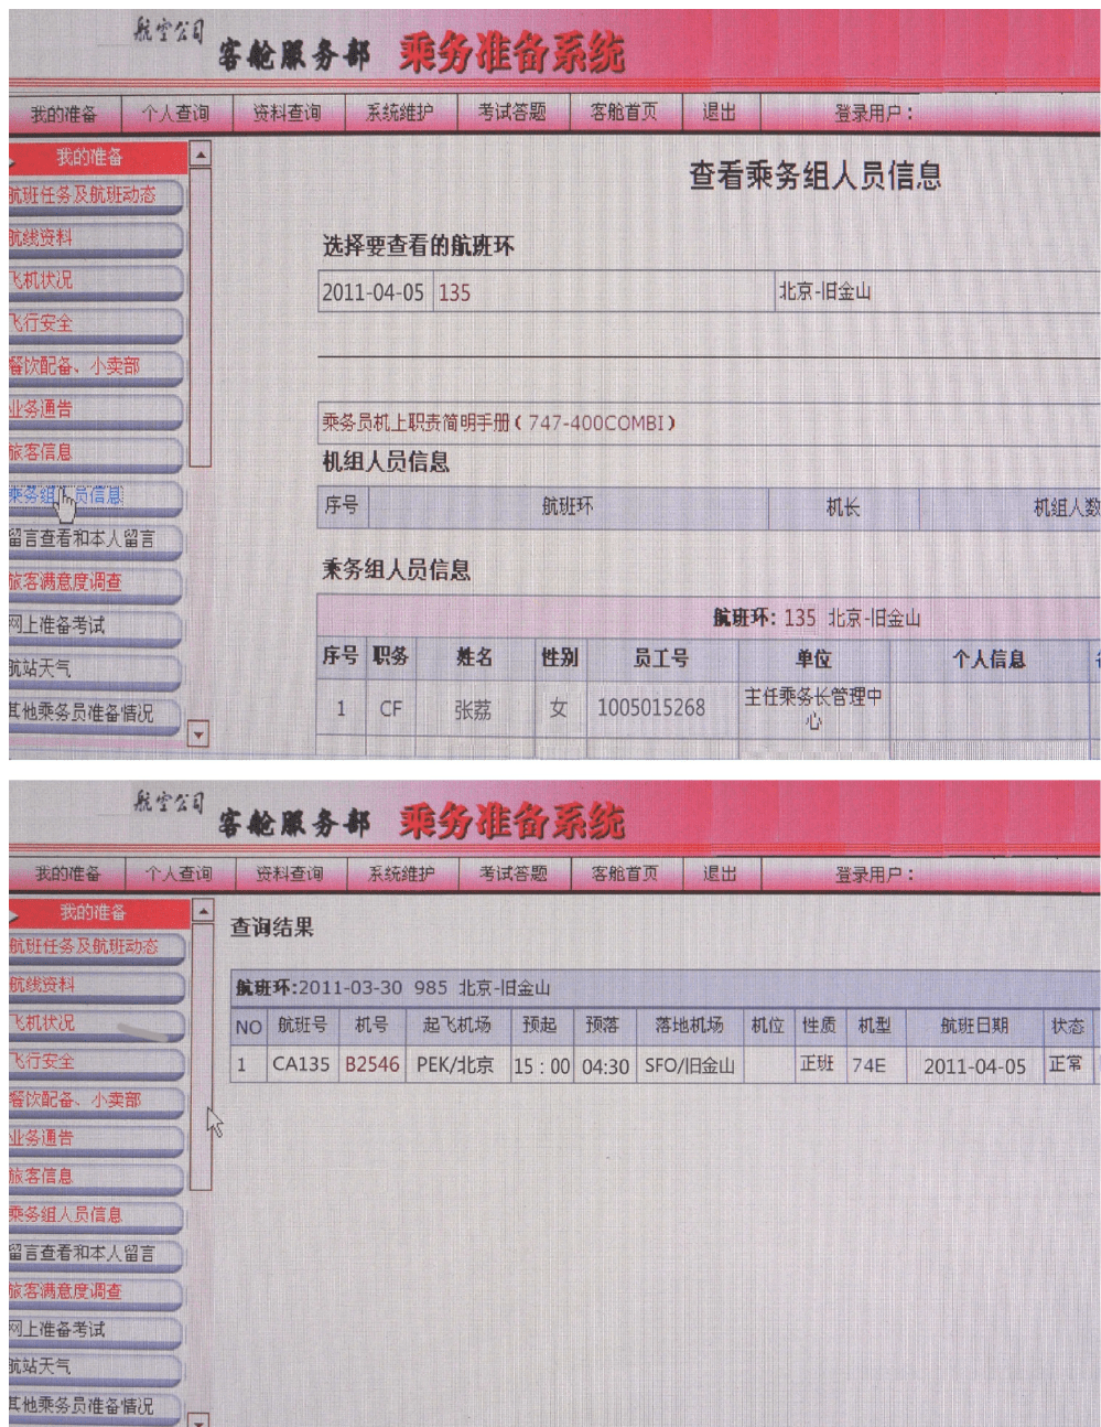 航空公司
客舱服务部 乘务准备系统
我的准备 个人查询 资料查询 系统维护 考试答题 客舱首页 退出 登录用户：
我的准备
航班任务及航班动态
航线资料
飞机状况
飞行安全
餐饮配备、小卖部
业务通告
旅客信息
乘务组人员信息
留言查看和本人留言
旅客满意度调查
网上准备考试
航站天气
其他乘务员准备情况
查看乘务组人员信息
选择要查看的航班环
2011-04-05 135 北京-旧金山
乘务员机上职责简明手册（747-400COMBI）
机组人员信息
序号 航班环 机长 机组人数
乘务组人员信息
航班环: 135 北京-旧金山
序号 职务 姓名 性别 员工号 单位 个人信息
1 CF 张荔 女 1005015268 主任乘务长管理中
心
航空公司
客舱服务部 乘务准备系统
我的准备 个人查询 资料查询 系统维护 考试答题 客舱首页 退出 登录用户：
我的准备
航班任务及航班动态
航线资料
飞机状况
飞行安全
餐饮配备、小卖部
业务通告
旅客信息
乘务组人员信息
留言查看和本人留言
旅客满意度调查
网上准备考试
航站天气
其他乘务员准备情况
查询结果
航班环:2011-03-30 985 北京-旧金山
NO 航班号 机号 起飞机场 预起 预落 落地机场 机位 性质 机型 航班日期 状态
1 CA135 B2546 PEK/北京 15：00 04:30 SFO/旧金山 正班 74E 2011-04-05 正常